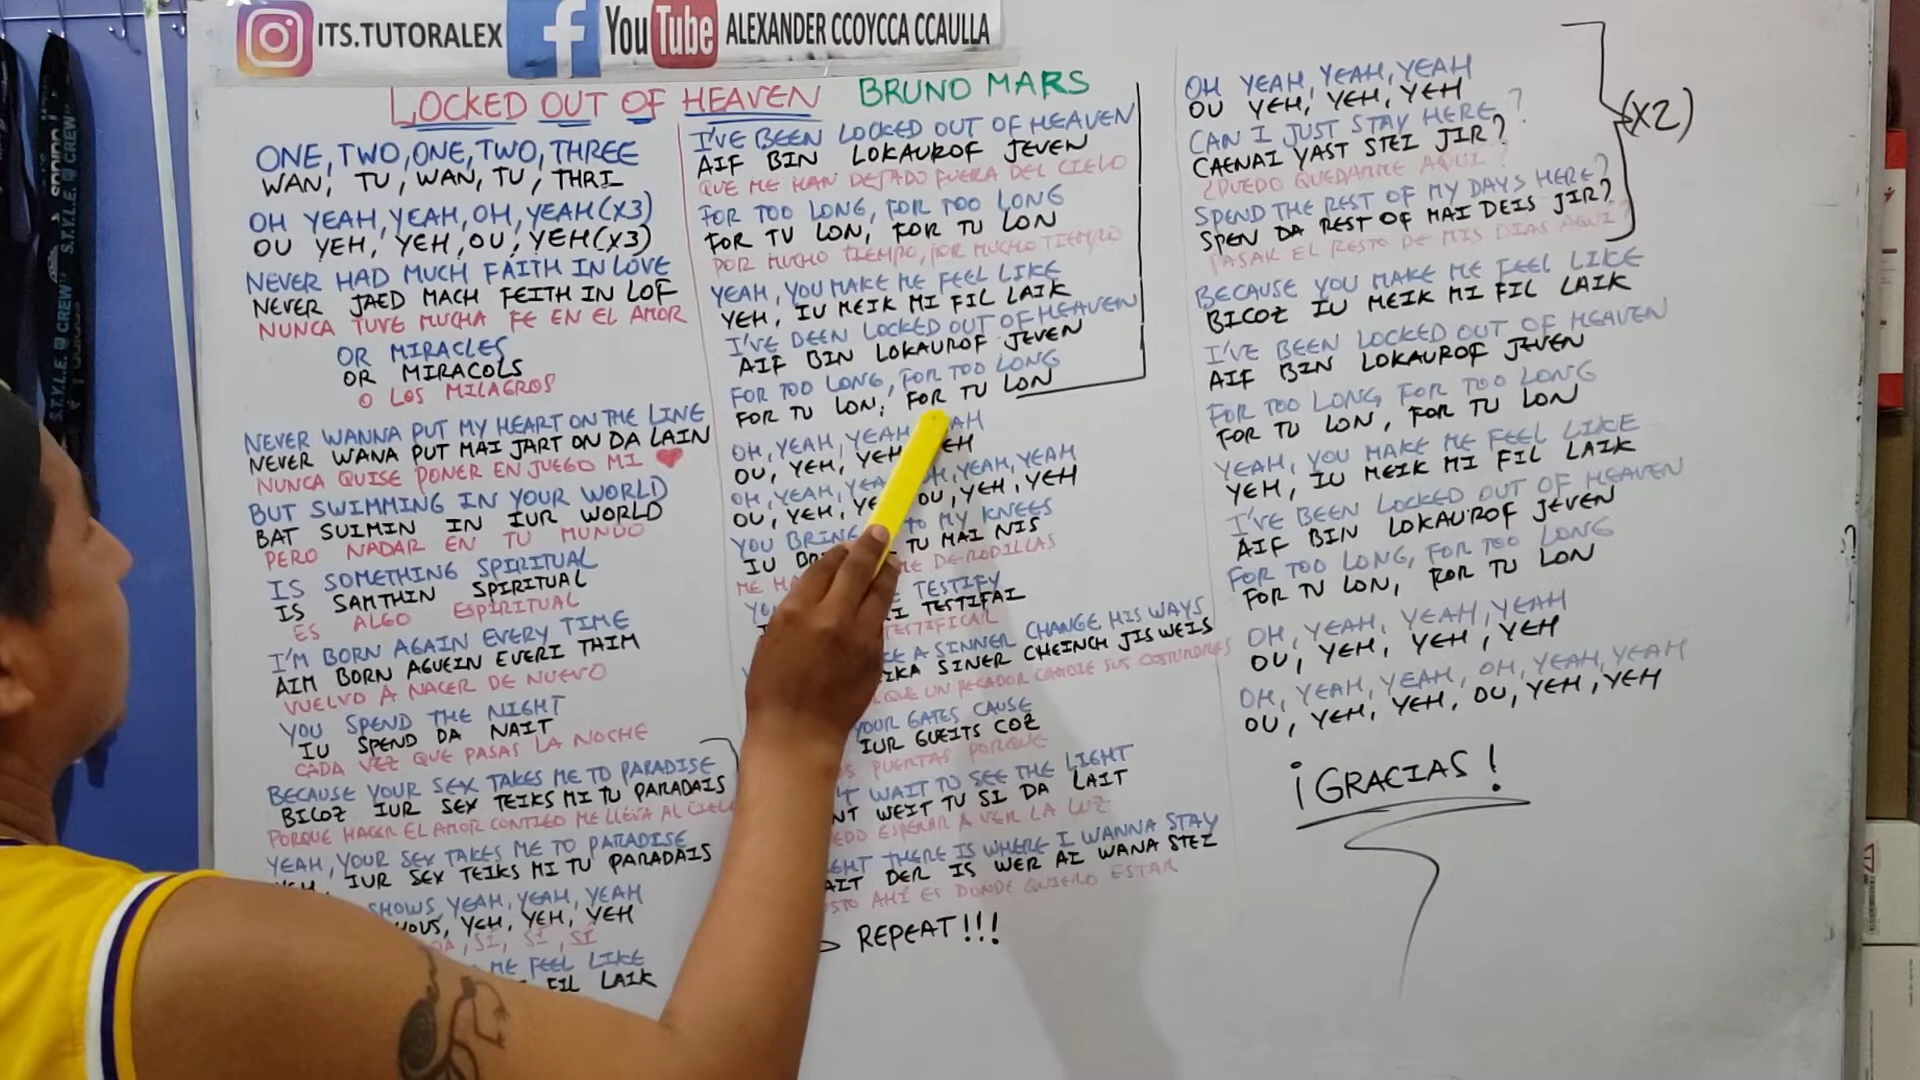 ITS.TUTORALEX f YouTube ALEXANDER CCOYCCA CCAULLA
LOCKED OUT OF HEAVEN BRUNO MARS
ONE, TWO, ONE, TWO, THREE
WAN, TU, WAN, TU, THRI
OH YEAH, YEAH, OH, YEAH (X3)
OU YEH, YEH, OU, YEH (X3)
NEVER HAD MUCH FAITH IN LOVE
NEVER JAED MACH FEITH IN LOF
NUNCA TUVE MUCHA FE EN EL AMOR
OR MIRACLES
OR MIRACOLS
O LOS MILAGROS
NEVER WANNA PUT MY HEART ON THE LINE
NEVER WANA PUT MAI JART ON DA LAIN
NUNCA QUISE PONER EN JUEGO MI
BUT SWIMMING IN YOUR WORLD
BAT SUIMIN IN IUR WORLD
PERO NADAR EN TU MUNDO
IS SOMETHING SPIRITUAL
IS SAMTHIN SPIRITUAL
ES ALGO ESPIRITUAL
I'M BORN AGAIN EVERY TIME
AIM BORN AGUEIN EVERI THIM
VUELVO A NACER DE NUEVO
YOU SPEND THE NIGHT
IU SPEND DA NAIT
CADA VEZ QUE PASAS LA NOCHE
BECAUSE YOUR SEX TAKES ME TO PARADISE
BICOZ IUR SEX TEIKS MI TU PARADAIS
PORQUE HACER EL AMOR CONTIGO ME LLEVA AL CIELO
YEAH, YOUR SEX TAKES ME TO PARADISE
IUR SEX TEIKS MI TU PARADAIS
SHOWS, YEAH, YEAH, YEAH
YEH, YEH, YEH
SÍ, SÍ, SÍ
ME FEEL LIKE
FIL LAIK
I'VE BEEN LOCKED OUT OF HEAVEN
AIF BIN LOKAUROF JEVEN
QUE ME HAN DEJADO FUERA DEL CIELO
FOR TOO LONG, FOR TOO LONG
FOR TU LON, FOR TU LON
POR MUCHO TIEMPO, POR MUCHO TIEMPO
YEAH, YOU MAKE ME FEEL LIKE
YEH, IU MEIK MI FIL LAIK
I'VE BEEN LOCKED OUT OF HEAVEN
AIF BIN LOKAUROF JEVEN
FOR TOO LONG, FOR TOO LONG
FOR TU LON, FOR TU LON
OH, YEAH, YEAH
OU, YEH, YEH
OH, YEAH, YEAH, YEAH
OU, YEH, OU, YEH, YEH
YOU BRING TO MY KNEES
IU TU MAI NIS
ME DE RODILLAS
TESTIFY
TESTIFAI
TESTIFICAR
A SINNER CHANGE HIS WAYS
SINER CHEINCH JIS WEIS
QUE UN PECADOR CAMBIE SUS COSTUMBRES
YOUR GATES CAUSE
IUR GUEITS COZ
PUERTAS PORQUE
WAIT TO SEE THE LIGHT
WEIT TU SI DA LAIT
ESPERAR A VER LA LUZ
THERE IS WHERE I WANNA STAY
DER IS WER AI WANA STEI
AHÍ ES DONDE QUIERO ESTAR
REPEAT!!!
OH YEAH, YEAH, YEAH
OU YEH, YEH, YEH
CAN I JUST STAY HERE?
CAENAI YAST STEI JIR?
¿PUEDO QUEDARME AQUÍ?
SPEND THE REST OF MY DAYS HERE?
SPEN DA REST OF MAI DEIS JIR?
PASAR EL RESTO DE MIS DIAS AQUI?
(X2)
BECAUSE YOU MAKE ME FEEL LIKE
BICOZ IU MEIK MI FIL LAIK
I'VE BEEN LOCKED OUT OF HEAVEN
AIF BIN LOKAUROF JEVEN
FOR TOO LONG, FOR TOO LONG
FOR TU LON, FOR TU LON
YEAH, YOU MAKE ME FEEL LIKE
YEH, IU MEIK MI FIL LAIK
I'VE BEEN LOCKED OUT OF HEAVEN
AIF BIN LOKAUROF JEVEN
FOR TOO LONG, FOR TOO LONG
FOR TU LON, FOR TU LON
OH, YEAH, YEAH, YEAH
OU, YEH, YEH, YEH
OH, YEAH, YEAH, OH, YEAH, YEAH
OU, YEH, YEH, OU, YEH, YEH
¡GRACIAS!